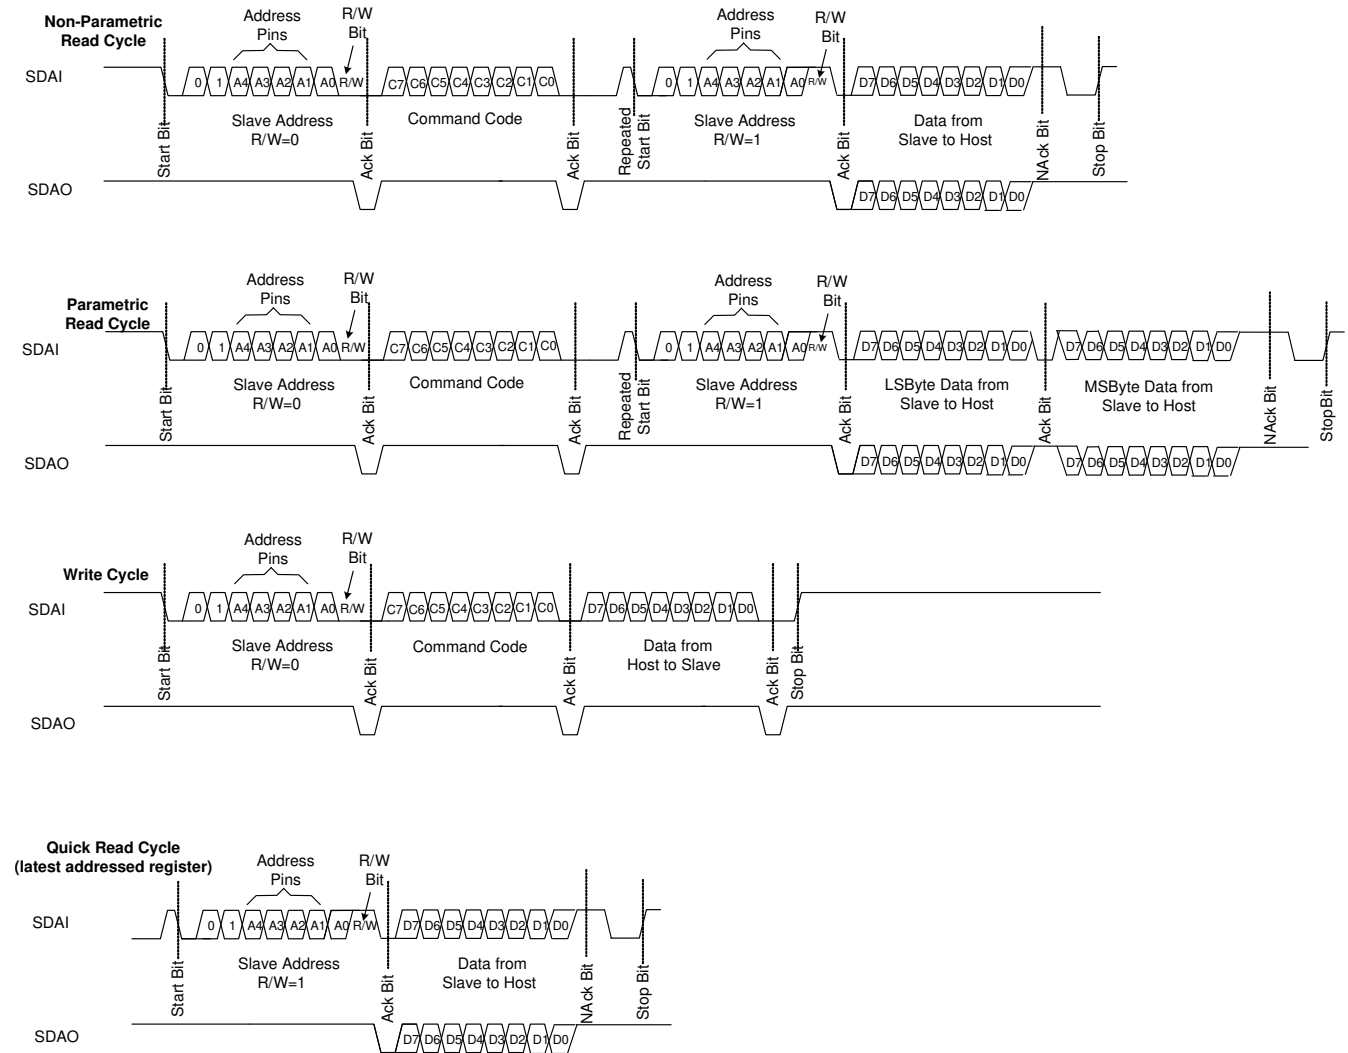 Non-Parametric
Read Cycle
Address
Pins
R/W
Bit
Address
Pins
R/W
Bit
SDAI
0 1 A4 A3 A2 A1 A0 R/W
C7 C6 C5 C4 C3 C2 C1 C0
0 1 A4 A3 A2 A1 A0 R/W
D7 D6 D5 D4 D3 D2 D1 D0
Start Bit
Slave Address
R/W=0
Ack Bit
Command Code
Ack Bit
Repeated
Start Bit
Slave Address
R/W=1
Ack Bit
Data from
Slave to Host
NAck Bit
Stop Bit
SDAO
D7 D6 D5 D4 D3 D2 D1 D0
Parametric
Read Cycle
Address
Pins
R/W
Bit
Address
Pins
R/W
Bit
SDAI
0 1 A4 A3 A2 A1 A0 R/W
C7 C6 C5 C4 C3 C2 C1 C0
0 1 A4 A3 A2 A1 A0 R/W
D7 D6 D5 D4 D3 D2 D1 D0
D7 D6 D5 D4 D3 D2 D1 D0
Start Bit
Slave Address
R/W=0
Ack Bit
Command Code
Ack Bit
Repeated
Start Bit
Slave Address
R/W=1
Ack Bit
LSByte Data from
Slave to Host
Ack Bit
MSByte Data from
Slave to Host
NAck Bit
StopBit
SDAO
D7 D6 D5 D4 D3 D2 D1 D0
D7 D6 D5 D4 D3 D2 D1 D0
Write Cycle
Address
Pins
R/W
Bit
SDAI
0 1 A4 A3 A2 A1 A0 R/W
C7 C6 C5 C4 C3 C2 C1 C0
D7 D6 D5 D4 D3 D2 D1 D0
Start Bit
Slave Address
R/W=0
Ack Bit
Command Code
Ack Bit
Data from
Host to Slave
Ack Bit
Stop Bit
SDAO
Quick Read Cycle
(latest addressed register)
Address
Pins
R/W
Bit
SDAI
0 1 A4 A3 A2 A1 A0 R/W
D7 D6 D5 D4 D3 D2 D1 D0
Start Bit
Slave Address
R/W=1
Ack Bit
Data from
Slave to Host
NAck Bit
Stop Bit
SDAO
D7 D6 D5 D4 D3 D2 D1 D0